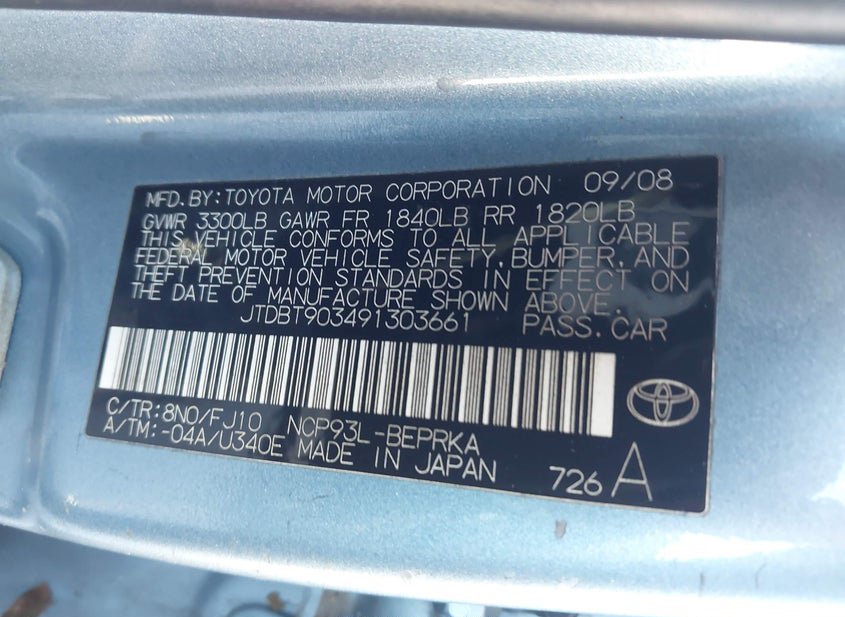 MFD. BY: TOYOTA MOTOR CORPORATION 09/08
GVWR 3300LB GAWR FR 1840LB RR 1820LB
THIS VEHICLE CONFORMS TO ALL APPLICABLE
FEDERAL MOTOR VEHICLE SAFETY, BUMPER, AND
THEFT PREVENTION STANDARDS IN EFFECT ON
THE DATE OF MANUFACTURE SHOWN ABOVE.
JTDBT903491303661 PASS. CAR
C/TR: 8N0/FJ10 NCP93L-BEPRKA
A/TM: -04A/U340E MADE IN JAPAN 726A